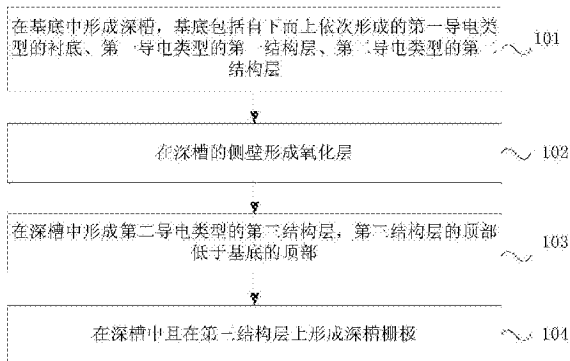 在基底中形成深槽，基底包括自下而上依次形成的第一导电类
型的衬底、第一导电类型的第一结构层、第二导电类型的第二
结构层
101
在深槽的侧壁形成氧化层
102
在深槽中形成第二导电类型的第三结构层，第三结构层的顶部
低于基底的顶部
103
在深槽中且在第三结构层上形成深槽栅极
104